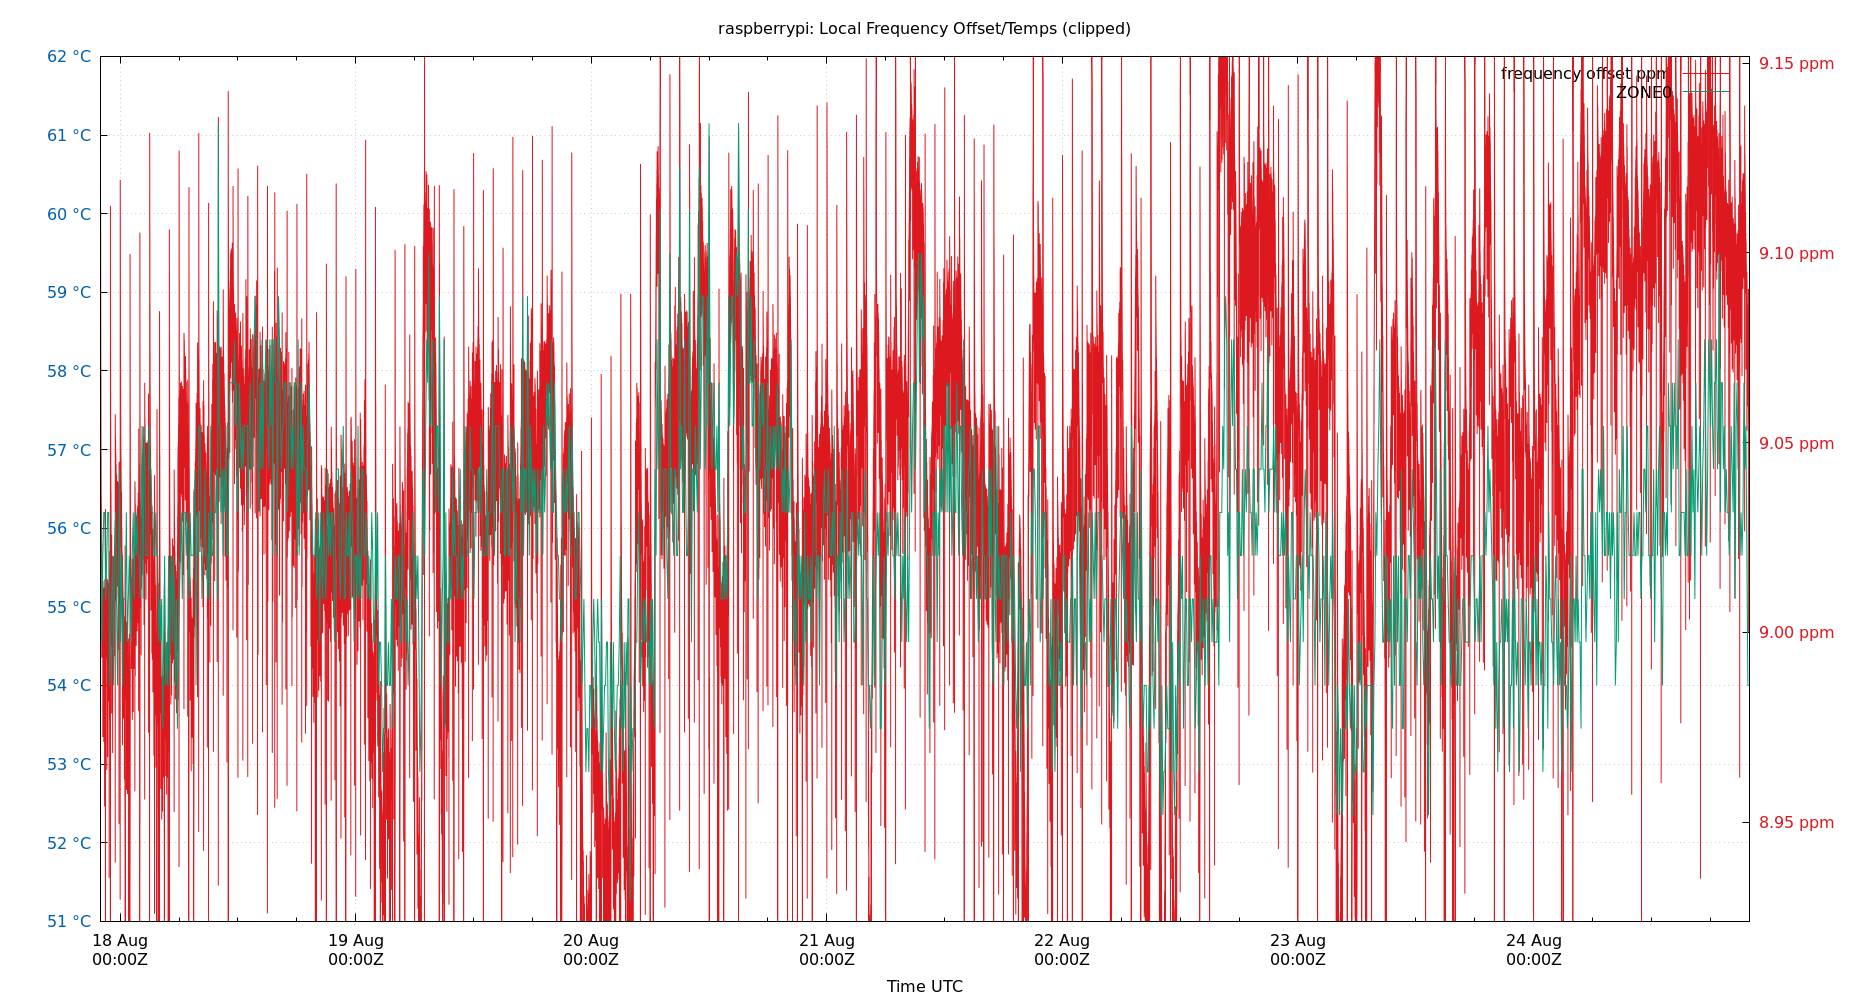 raspberrypi: Local Frequency Offset/Temps (clipped)
62 °C
61 °C
60 °C
59 °C
58 °C
57 °C
56 °C
55 °C
54 °C
53 °C
52 °C
51 °C
frequency offset ppm
ZONE0
9.15 ppm
9.10 ppm
9.05 ppm
9.00 ppm
8.95 ppm
18 Aug
00:00Z
19 Aug
00:00Z
20 Aug
00:00Z
21 Aug
00:00Z
22 Aug
00:00Z
23 Aug
00:00Z
24 Aug
00:00Z
Time UTC